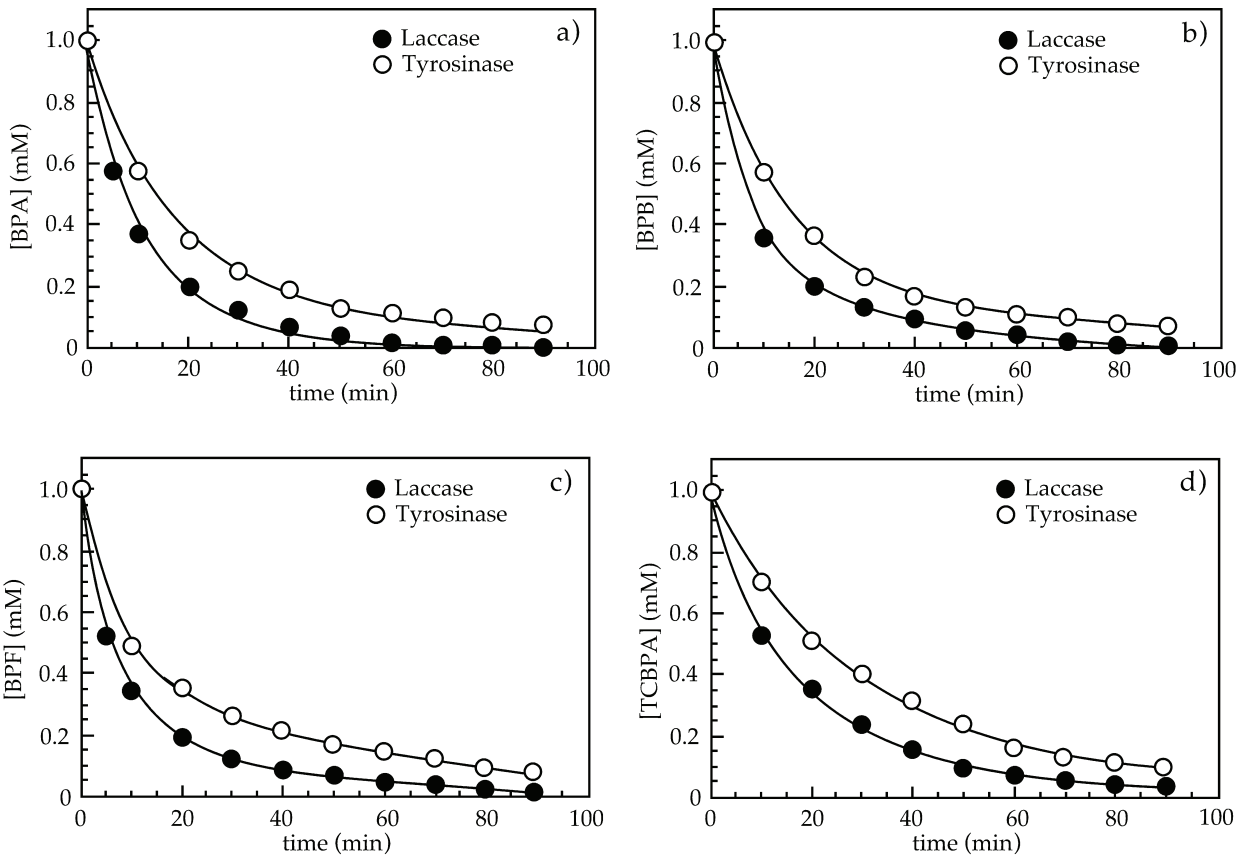 a)
Laccase
Tyrosinase
[BPA] (mM)
1.0
0.8
0.6
0.4
0.2
0
0 20 40 60 80 100
time (min)
b)
Laccase
Tyrosinase
[BPB] (mM)
1.0
0.8
0.6
0.4
0.2
0
0 20 40 60 80 100
time (min)
c)
Laccase
Tyrosinase
[BPF] (mM)
1.0
0.8
0.6
0.4
0.2
0
0 20 40 60 80 100
time (min)
d)
Laccase
Tyrosinase
[TCBPA] (mM)
1.0
0.8
0.6
0.4
0.2
0
0 20 40 60 80 100
time (min)